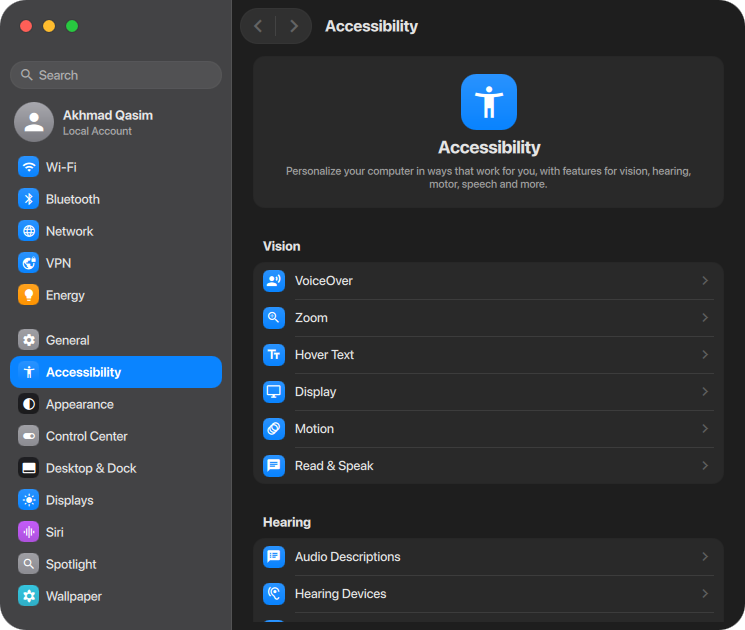 Search
Akhmad Qasim
Local Account
Wi-Fi
Bluetooth
Network
VPN
Energy
General
Accessibility
Appearance
Control Center
Desktop & Dock
Displays
Siri
Spotlight
Wallpaper
Accessibility
Accessibility
Personalize your computer in ways that work for you, with features for vision, hearing,
motor, speech and more.
Vision
VoiceOver
Zoom
Hover Text
Display
Motion
Read & Speak
Hearing
Audio Descriptions
Hearing Devices